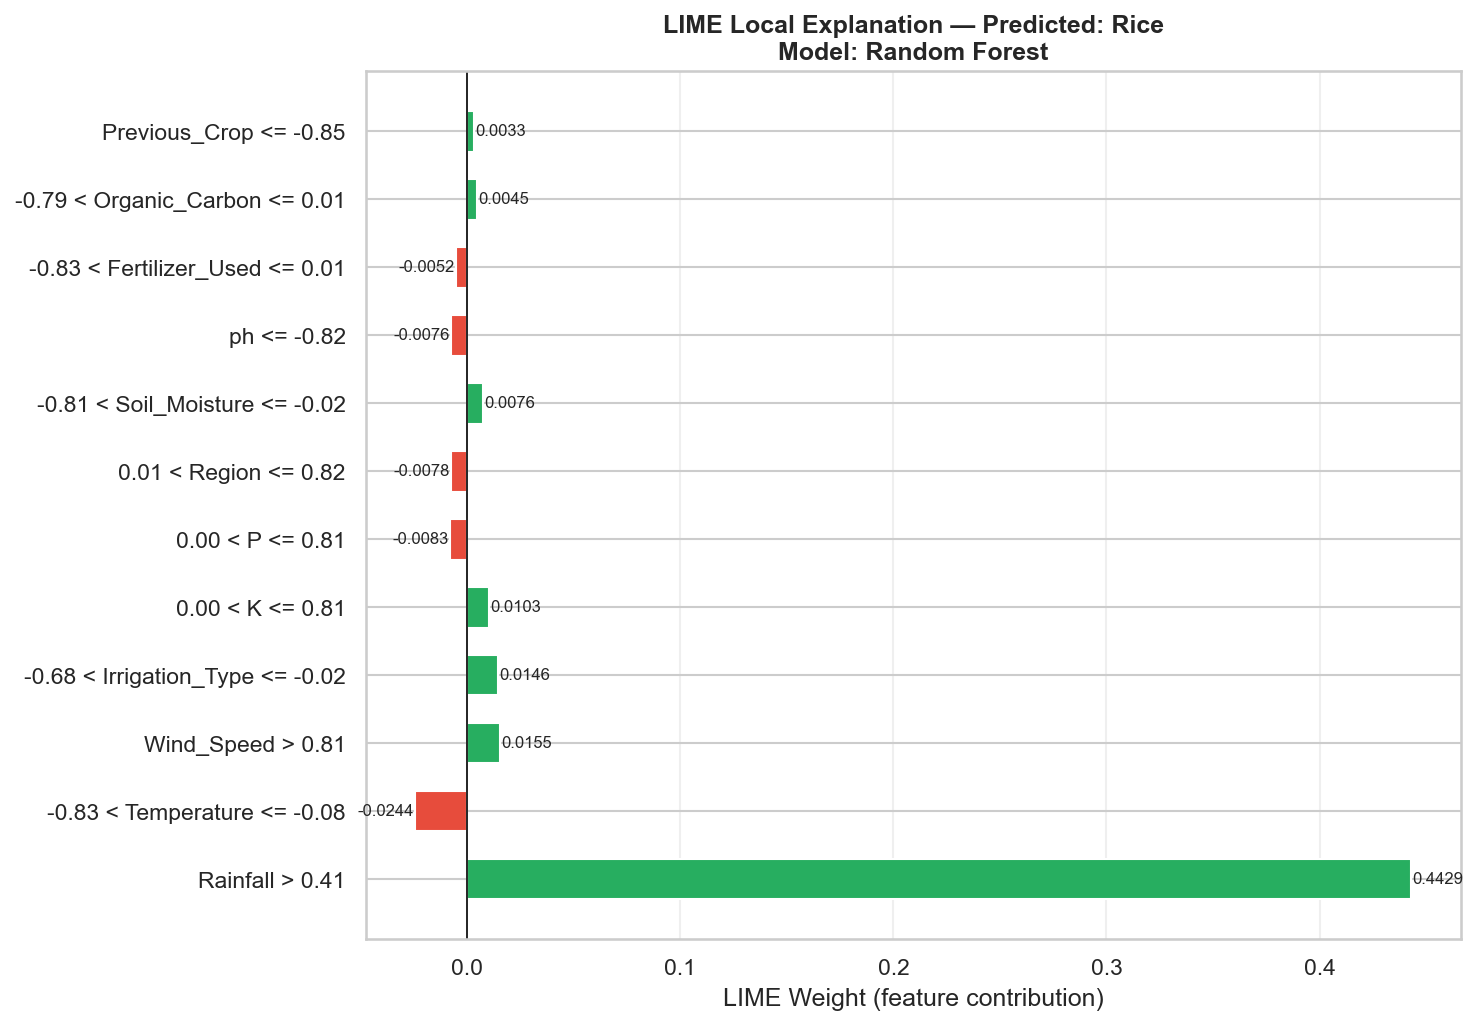 LIME Local Explanation — Predicted: Rice
Model: Random Forest
Previous_Crop <= -0.85
0.0033
-0.79 < Organic_Carbon <= 0.01
0.0045
-0.83 < Fertilizer_Used <= 0.01
-0.0052
ph <= -0.82
-0.0076
-0.81 < Soil_Moisture <= -0.02
0.0076
0.01 < Region <= 0.82
-0.0078
0.00 < P <= 0.81
-0.0083
0.00 < K <= 0.81
0.0103
-0.68 < Irrigation_Type <= -0.02
0.0146
Wind_Speed > 0.81
0.0155
-0.83 < Temperature <= -0.08
-0.0244
Rainfall > 0.41
0.4429
0.0 0.1 0.2 0.3 0.4
LIME Weight (feature contribution)